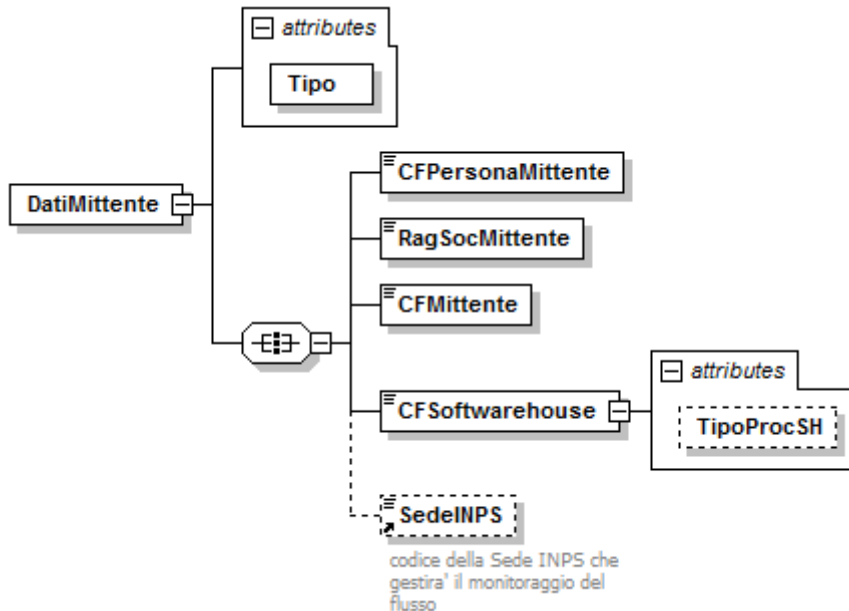 attributes
Tipo
DatiMittente
CFPersonaMittente
RagSocMittente
CFMittente
CFSoftwarehouse
attributes
TipoProcSH
SedeINPS
codice della Sede INPS che
gestira' il monitoraggio del
flusso